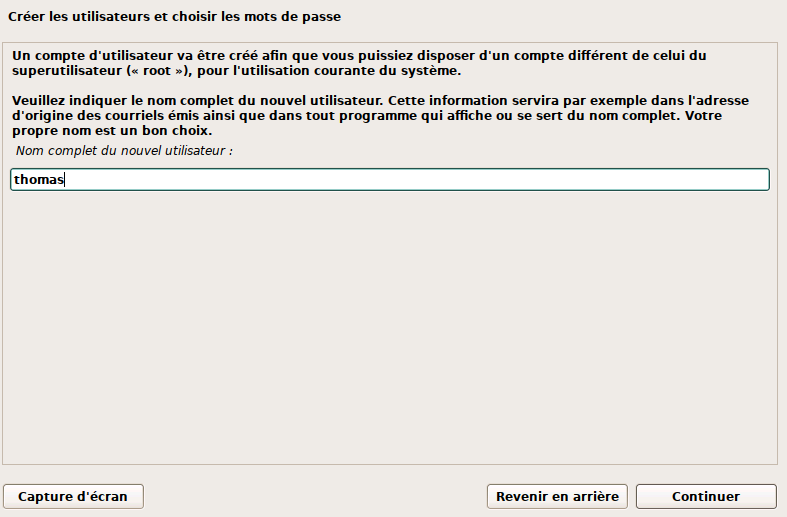 Créer les utilisateurs et choisir les mots de passe
Un compte d'utilisateur va être créé afin que vous puissiez disposer d'un compte différent de celui du
superutilisateur (« root »), pour l'utilisation courante du système.
Veuillez indiquer le nom complet du nouvel utilisateur. Cette information servira par exemple dans l'adresse
d'origine des courriels émis ainsi que dans tout programme qui affiche ou se sert du nom complet. Votre
propre nom est un bon choix.
Nom complet du nouvel utilisateur :
thomas
Capture d'écran
Revenir en arrière
Continuer